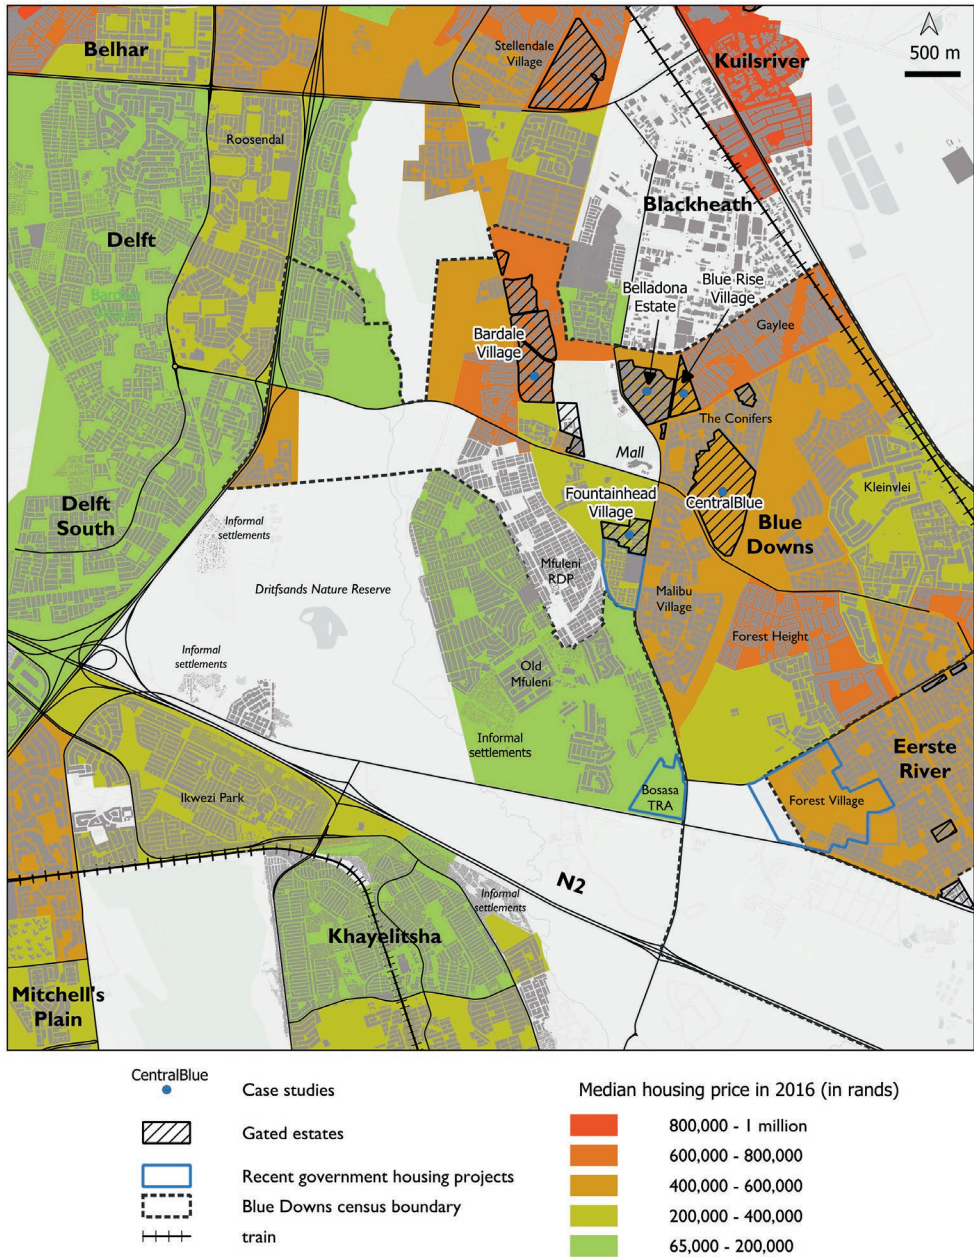 Belhar
Stellendale
Village
Kuilsriver
500 m
Roosendal
Blackheath
Delft
Belladona
Estate
Blue Rise
Village
Gaylee
Bardale
Village
The Conifers
Mall
Kleinvlei
Fountainhead
Village
CentralBlue
Delft
South
Blue
Downs
Informal
settlements
Mfuleni
RDP
Dritfsands Nature Reserve
Malibu
Village
Forest Height
Informal
settlements
Old
Mfuleni
Informal
settlements
Eerste
River
Bosasa
TRA
Forest Village
Ikwezi Park
N2
Informal
settlements
Khayelitsha
Mitchell's
Plain
CentralBlue
Case studies
Gated estates
Recent government housing projects
Blue Downs census boundary
train
Median housing price in 2016 (in rands)
800,000 - 1 million
600,000 - 800,000
400,000 - 600,000
200,000 - 400,000
65,000 - 200,000